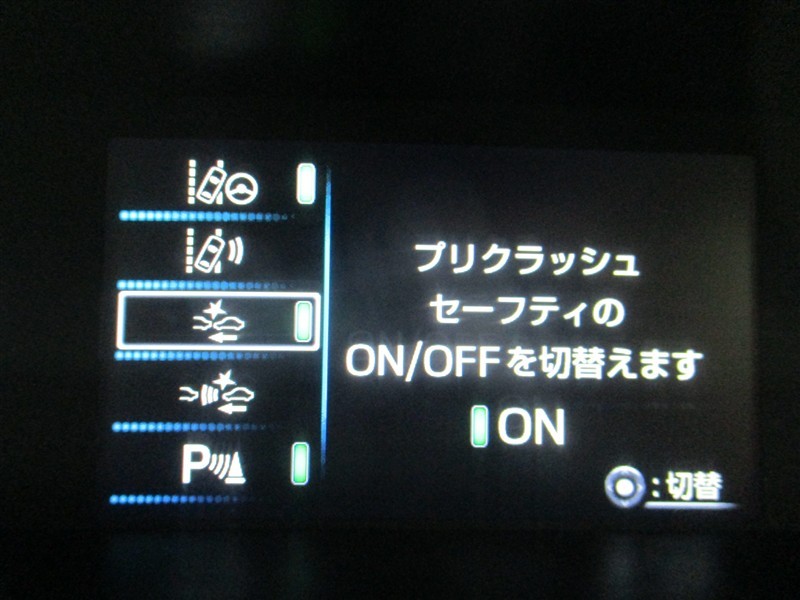 プリクラッシュ
セーフティの
ON/OFFを切替えます
ON
:切替
P